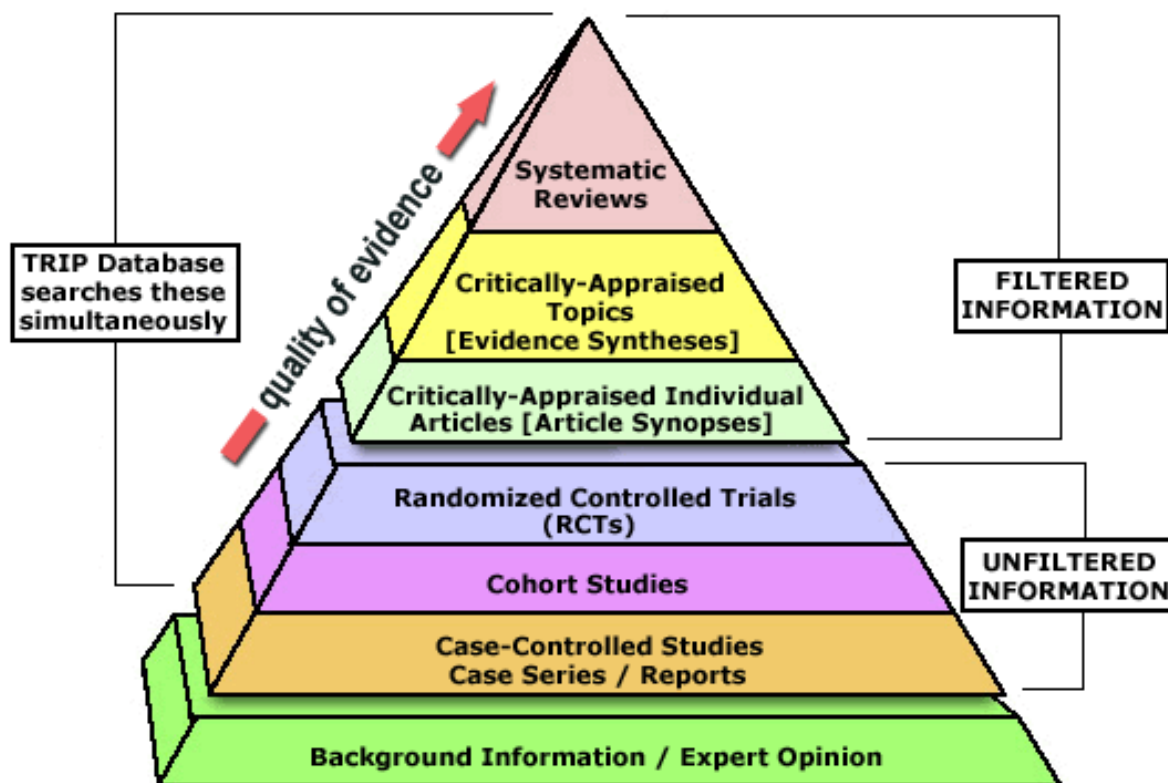 Systematic
Reviews
Critically-Appraised
Topics
[Evidence Syntheses]
Critically-Appraised Individual
Articles [Article Synopses]
Randomized Controlled Trials
(RCTs)
Cohort Studies
Case-Controlled Studies
Case Series / Reports
Background Information / Expert Opinion
quality of evidence
TRIP Database
searches these
simultaneously
FILTERED
INFORMATION
UNFILTERED
INFORMATION